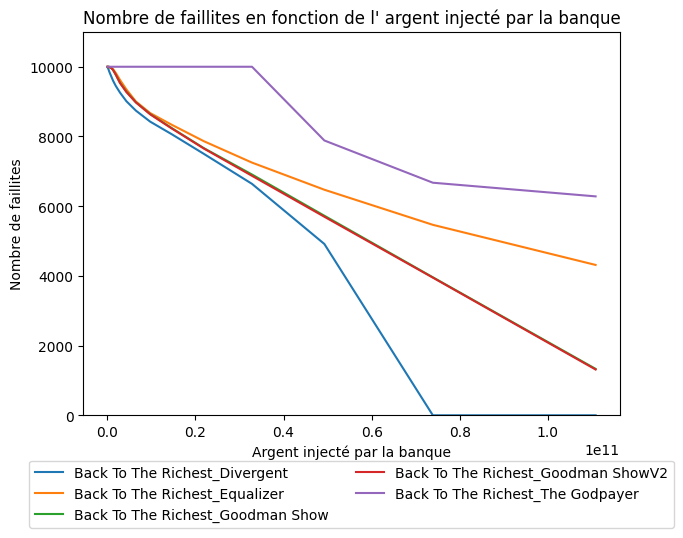 Nombre de faillites en fonction de l' argent injecté par la banque
Nombre de faillites
10000
8000
6000
4000
2000
0
0.0
0.2
0.4
0.6
0.8
1.0
1e11
Argent injecté par la banque
Back To The Richest_Divergent
Back To The Richest_Equalizer
Back To The Richest_Goodman Show
Back To The Richest_Goodman ShowV2
Back To The Richest_The Godpayer